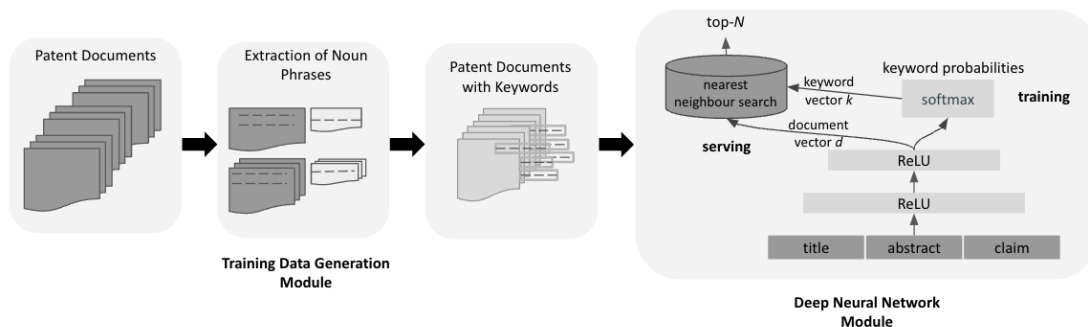 Patent Documents
Extraction of Noun
Phrases
Patent Documents
with Keywords
Training Data Generation
Module
top-N
nearest
neighbour search
keyword
vector k
keyword probabilities
softmax
training
document
vector d
serving
ReLU
ReLU
title
abstract
claim
Deep Neural Network
Module